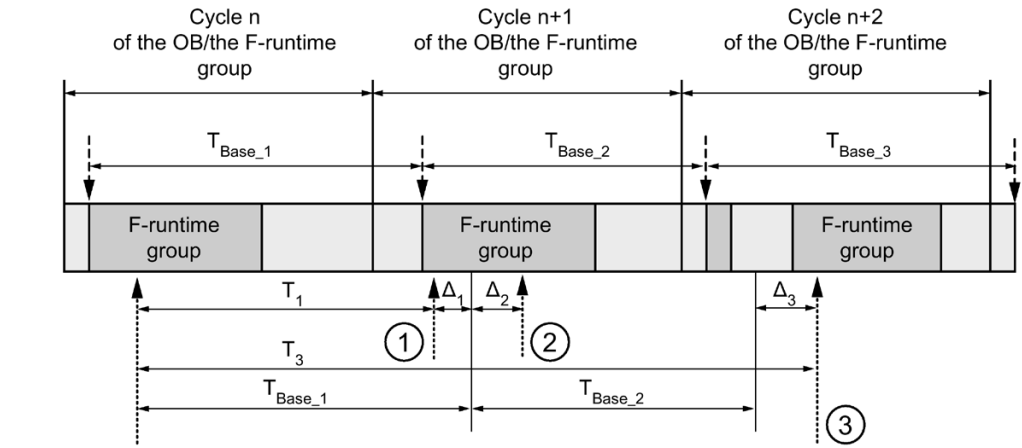 Cycle n
of the OB/the F-runtime
group
Cycle n+1
of the OB/the F-runtime
group
Cycle n+2
of the OB/the F-runtime
group
T_Base_1
T_Base_2
T_Base_3
F-runtime
group
F-runtime
group
F-runtime
group
T_1
Δ_1
Δ_2
Δ_3
1
2
T_3
T_Base_1
T_Base_2
3